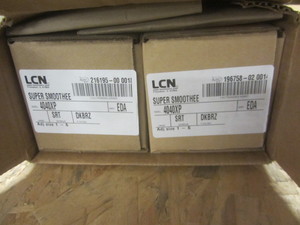 LCN
216195-00 001
SUPER SMOOTHEE
4040XP
EDA
SRT
DKBRZ
LCN
196758-02 001
SUPER SMOOTHEE
4040XP
EDA
SRT
DKBRZ